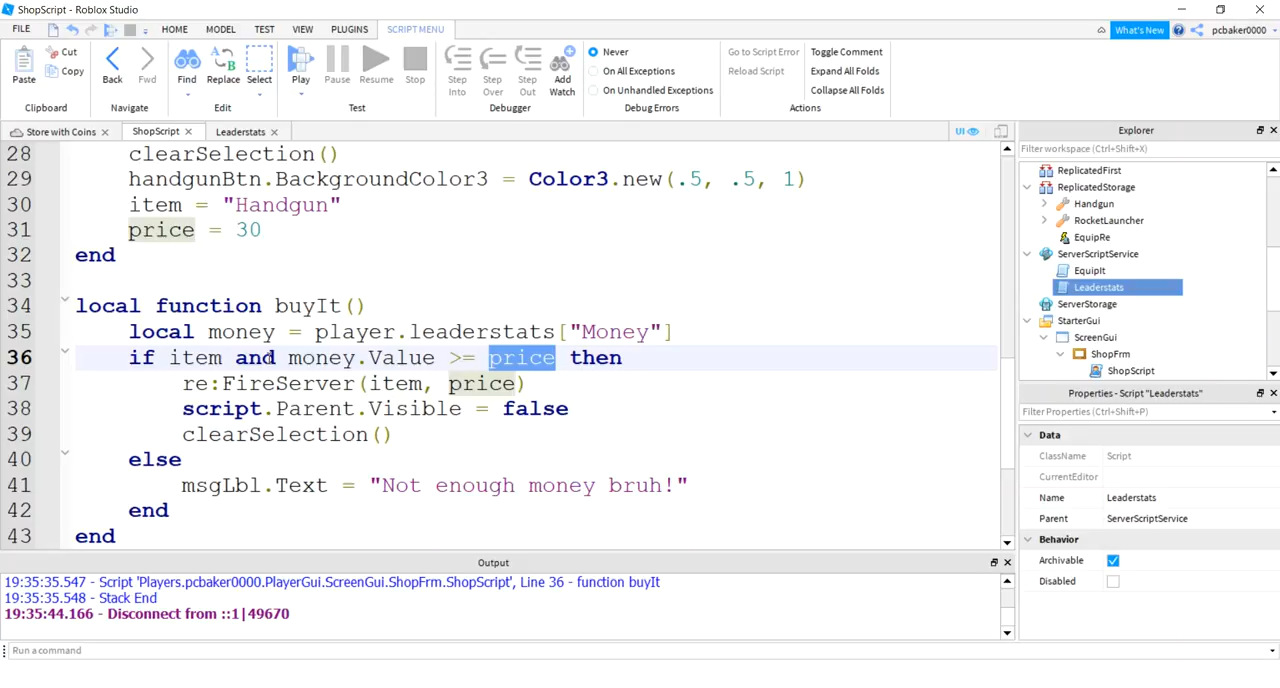 ShopScript - Roblox Studio
FILE HOME MODEL TEST VIEW PLUGINS SCRIPT MENU What's New pcbaker0000
Paste Cut Copy Back Fwd Find Replace Select Play Pause Resume Stop Step Into Step Over Step Out Add Watch Never On All Exceptions On Unhandled Exceptions Go to Script Error Reload Script Toggle Comment Expand All Folds Collapse All Folds
Clipboard Navigate Edit Test Debugger Debug Errors Actions
Store with Coins ShopScript Leaderstats UI
28 clearSelection()
29 handgunBtn.BackgroundColor3 = Color3.new(.5, .5, 1)
30 item = "Handgun"
31 price = 30
32 end
33
34 local function buyIt()
35 local money = player.leaderstats["Money"]
36 if item and money.Value >= price then
37 re:FireServer(item, price)
38 script.Parent.Visible = false
39 clearSelection()
40 else
41 msgLbl.Text = "Not enough money bruh!"
42 end
43 end
Explorer
Filter workspace (Ctrl+Shift+X)
ReplicatedFirst
ReplicatedStorage
Handgun
RocketLauncher
EquipRe
ServerScriptService
EquipIt
Leaderstats
ServerStorage
StarterGui
ScreenGui
ShopFrm
ShopScript
Properties - Script "Leaderstats"
Filter Properties (Ctrl+Shift+P)
Data
ClassName Script
CurrentEditor
Name Leaderstats
Parent ServerScriptService
Behavior
Archivable
Disabled
Output
19:35:35.547 - Script 'Players.pcbaker0000.PlayerGui.ScreenGui.ShopFrm.ShopScript', Line 36 - function buyIt
19:35:35.548 - Stack End
19:35:44.166 - Disconnect from ::1|49670
Run a command